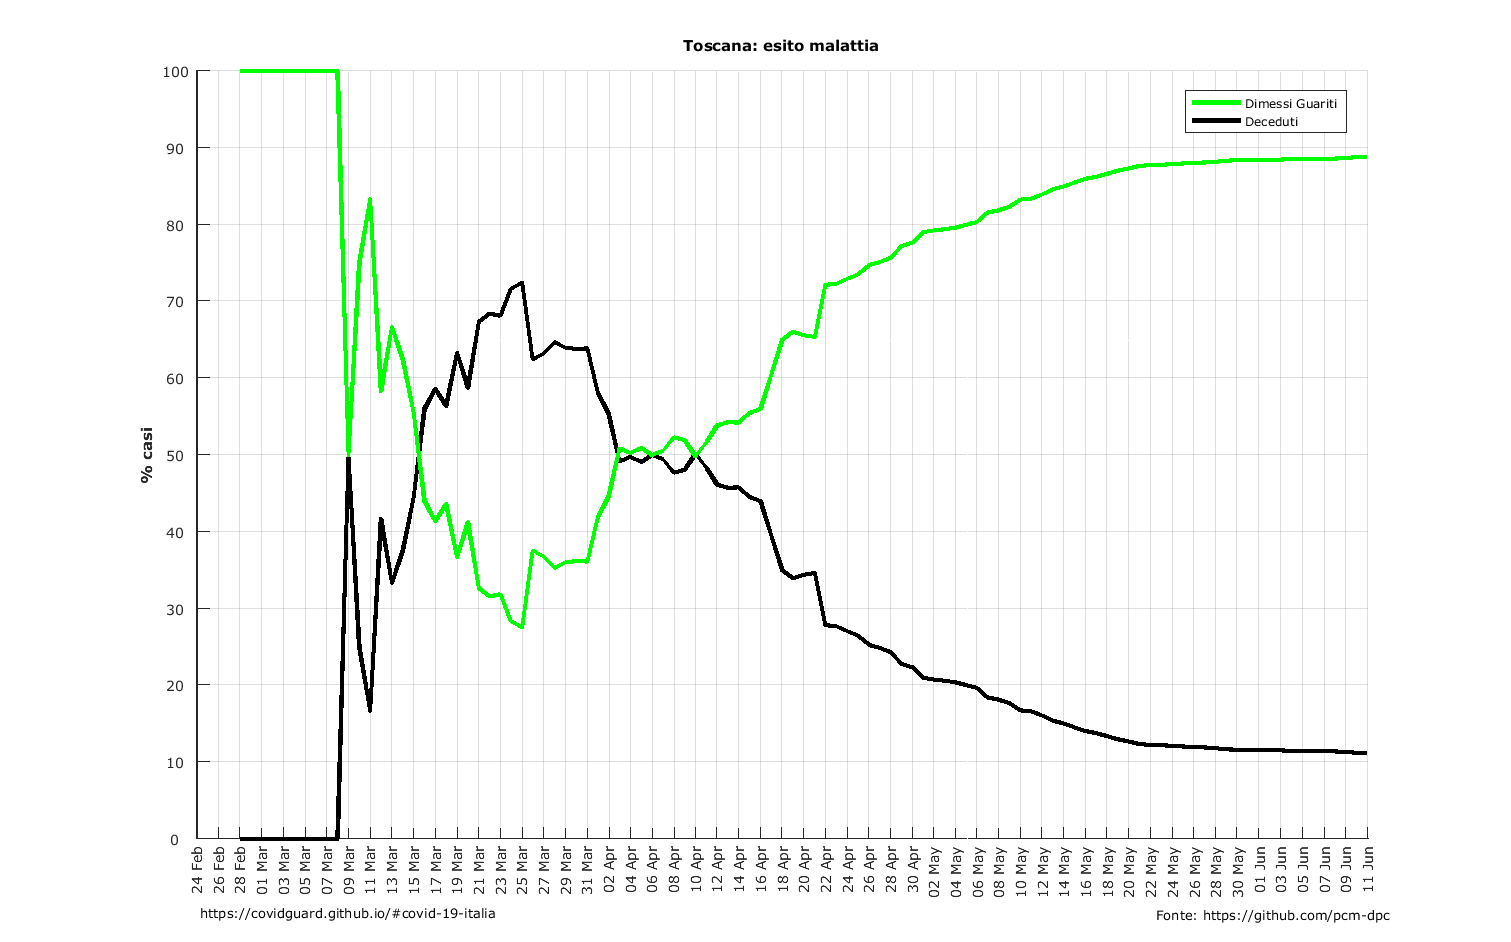 Toscana: esito malattia
100
90
80
70
60
50
40
30
20
10
0
% casi
Dimessi Guariti
Deceduti
24 Feb
26 Feb
28 Feb
01 Mar
03 Mar
05 Mar
07 Mar
09 Mar
11 Mar
13 Mar
15 Mar
17 Mar
19 Mar
21 Mar
23 Mar
25 Mar
27 Mar
29 Mar
31 Mar
02 Apr
04 Apr
06 Apr
08 Apr
10 Apr
12 Apr
14 Apr
16 Apr
18 Apr
20 Apr
22 Apr
24 Apr
26 Apr
28 Apr
30 Apr
02 May
04 May
06 May
08 May
10 May
12 May
14 May
16 May
18 May
20 May
22 May
24 May
26 May
28 May
30 May
01 Jun
03 Jun
05 Jun
07 Jun
09 Jun
11 Jun
https://covidguard.github.io/#covid-19-italia
Fonte: https://github.com/pcm-dpc